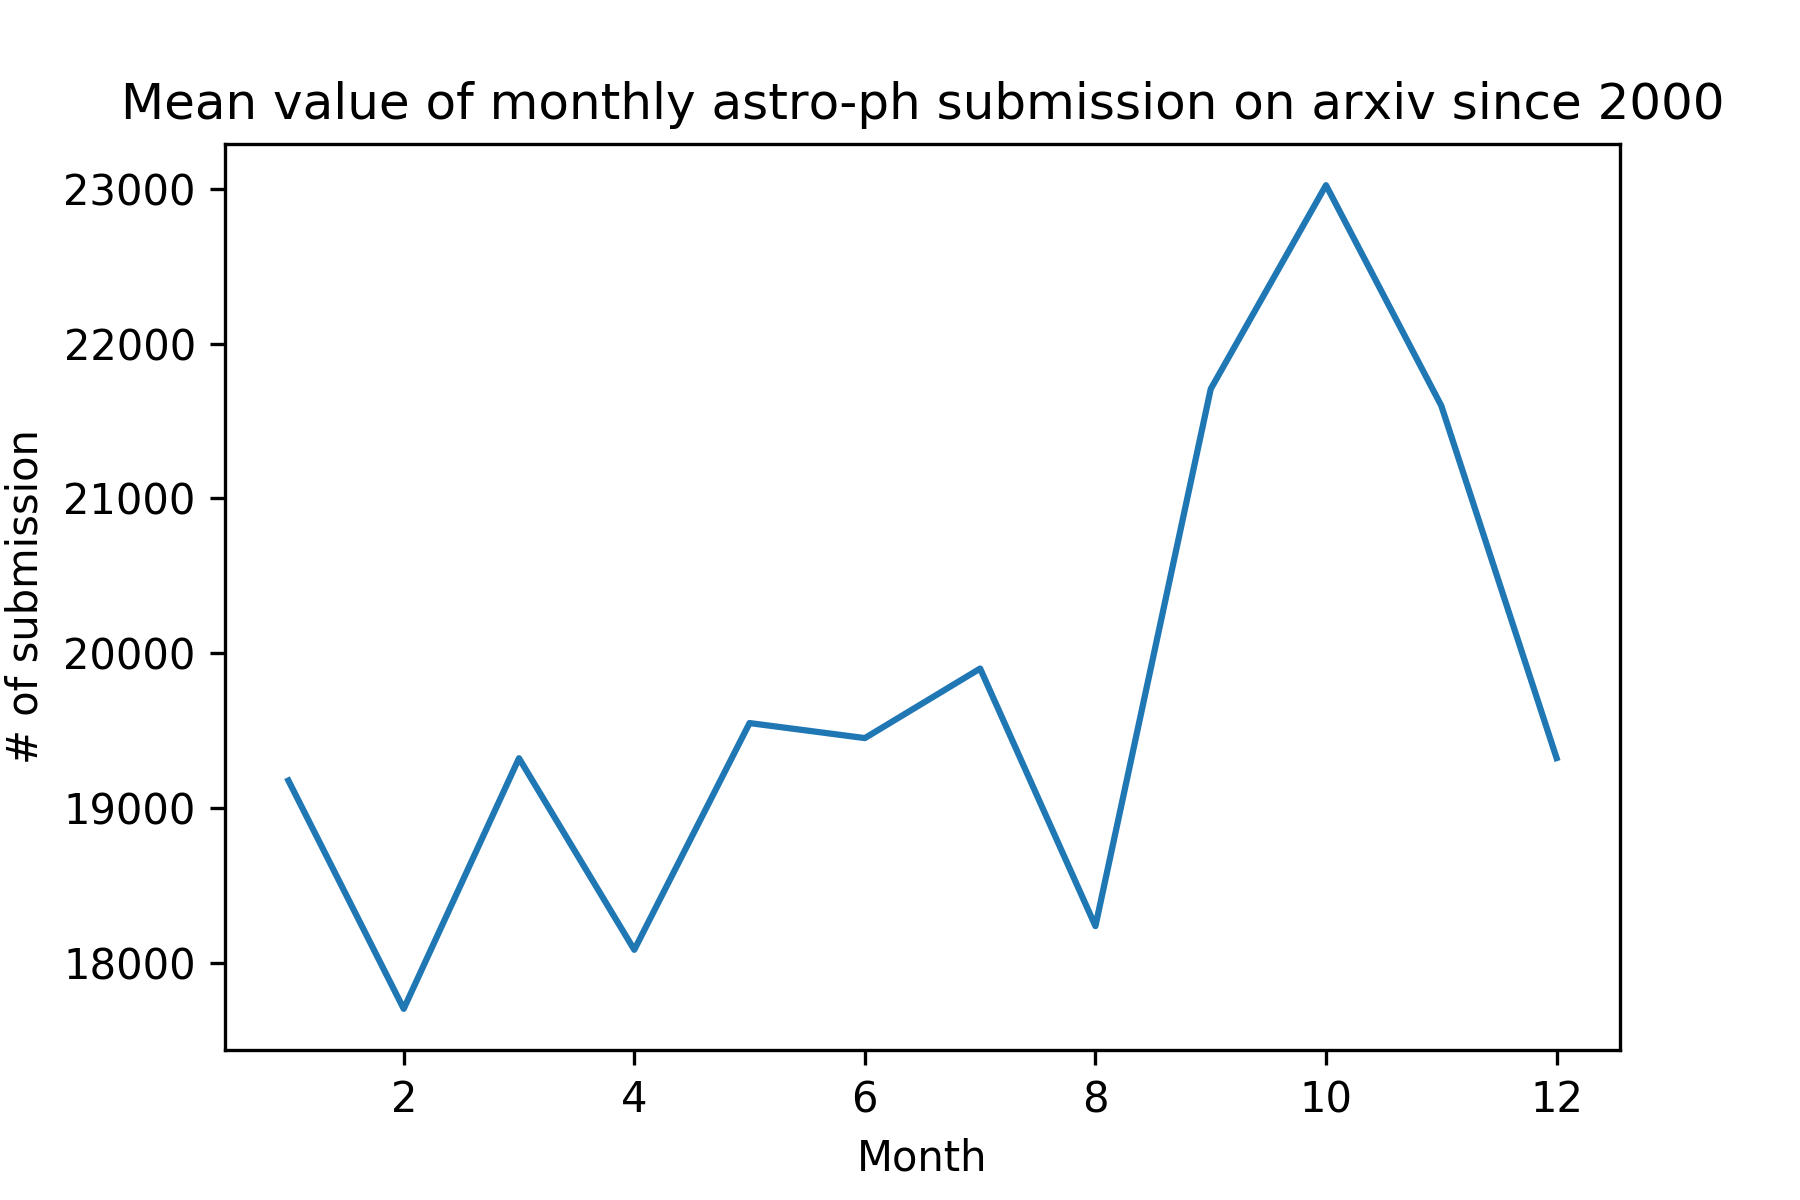 Mean value of monthly astro-ph submission on arxiv since 2000
23000
22000
21000
20000
19000
18000
# of submission
2 4 6 8 10 12
Month